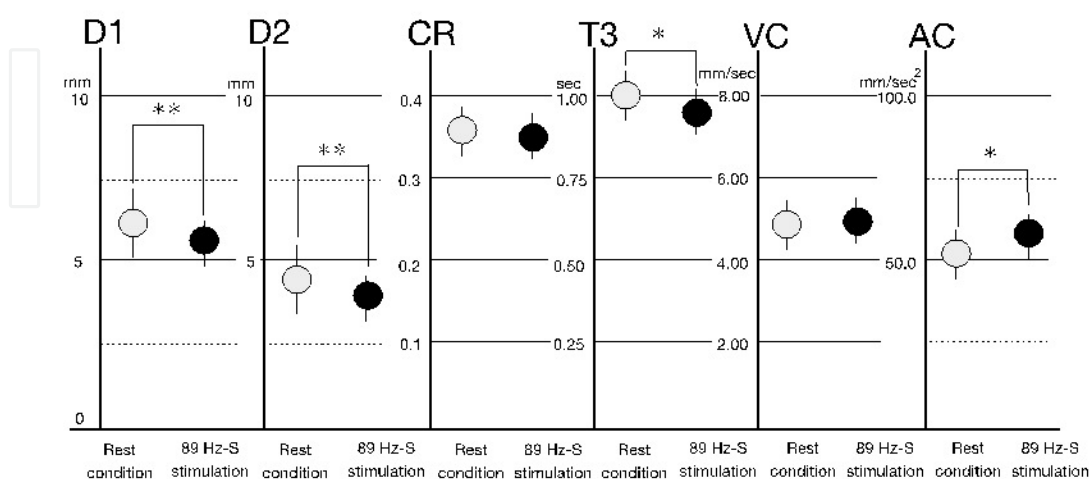 D1 D2 CR T3 VC AC
mm mm sec mm/sec mm/sec²
10 10 0.4 1.00 8.00 100.0
** ** * *
0.3 0.75 6.00
5 5 0.2 0.50 4.00 50.0
0.1 0.25 2.00
0
Rest 89 Hz-S Rest 89 Hz-S Rest 89 Hz-S Rest 89 Hz-S Rest 89 Hz-S Rest 89 Hz-S
condition stimulation condition stimulation condition stimulation condition stimulation condition stimulation condition stimulation